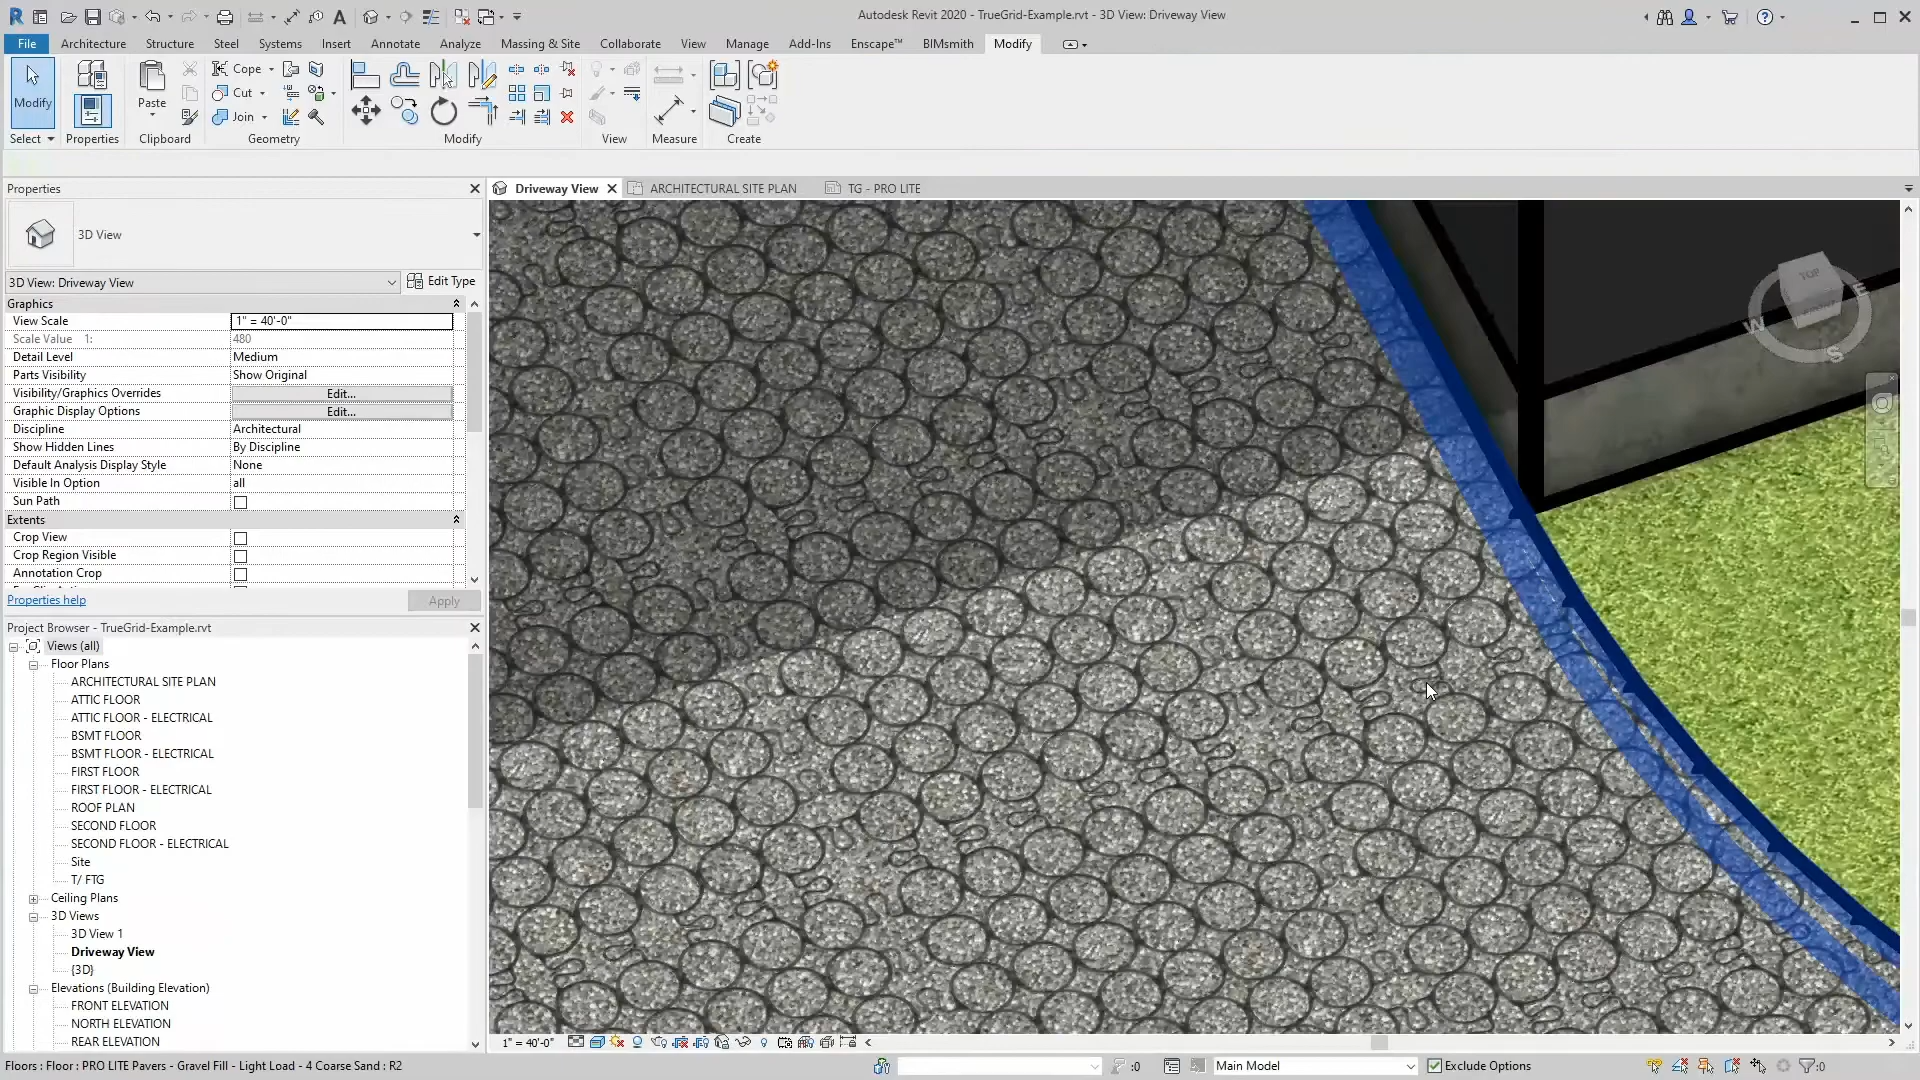 Autodesk Revit 2020 - TrueGrid-Example.rvt - 3D View: Driveway View
File Architecture Structure Steel Systems Insert Annotate Analyze Massing & Site Collaborate View Manage Add-Ins Enscape™ BIMsmith Modify
Modify
Paste
Cope
Cut
Join
Select Properties Clipboard Geometry Modify View Measure Create
Properties
Driveway View
ARCHITECTURAL SITE PLAN
TG - PRO LITE
3D View
3D View: Driveway View
Edit Type
Graphics
View Scale 1" = 40'-0"
Scale Value 1: 480
Detail Level Medium
Parts Visibility Show Original
Visibility/Graphics Overrides Edit...
Graphic Display Options Edit...
Discipline Architectural
Show Hidden Lines By Discipline
Default Analysis Display Style None
Visible In Option all
Sun Path
Extents
Crop View
Crop Region Visible
Annotation Crop
Properties help
Apply
Project Browser - TrueGrid-Example.rvt
Views (all)
Floor Plans
ARCHITECTURAL SITE PLAN
ATTIC FLOOR
ATTIC FLOOR - ELECTRICAL
BSMT FLOOR
BSMT FLOOR - ELECTRICAL
FIRST FLOOR
FIRST FLOOR - ELECTRICAL
ROOF PLAN
SECOND FLOOR
SECOND FLOOR - ELECTRICAL
Site
T/ FTG
Ceiling Plans
3D Views
3D View 1
Driveway View
{3D}
Elevations (Building Elevation)
FRONT ELEVATION
NORTH ELEVATION
REAR ELEVATION
TOP
E
W
S
1" = 40'-0"
Floors : Floor : PRO LITE Pavers - Gravel Fill - Light Load - 4 Coarse Sand : R2
:0
Main Model
Exclude Options
:0